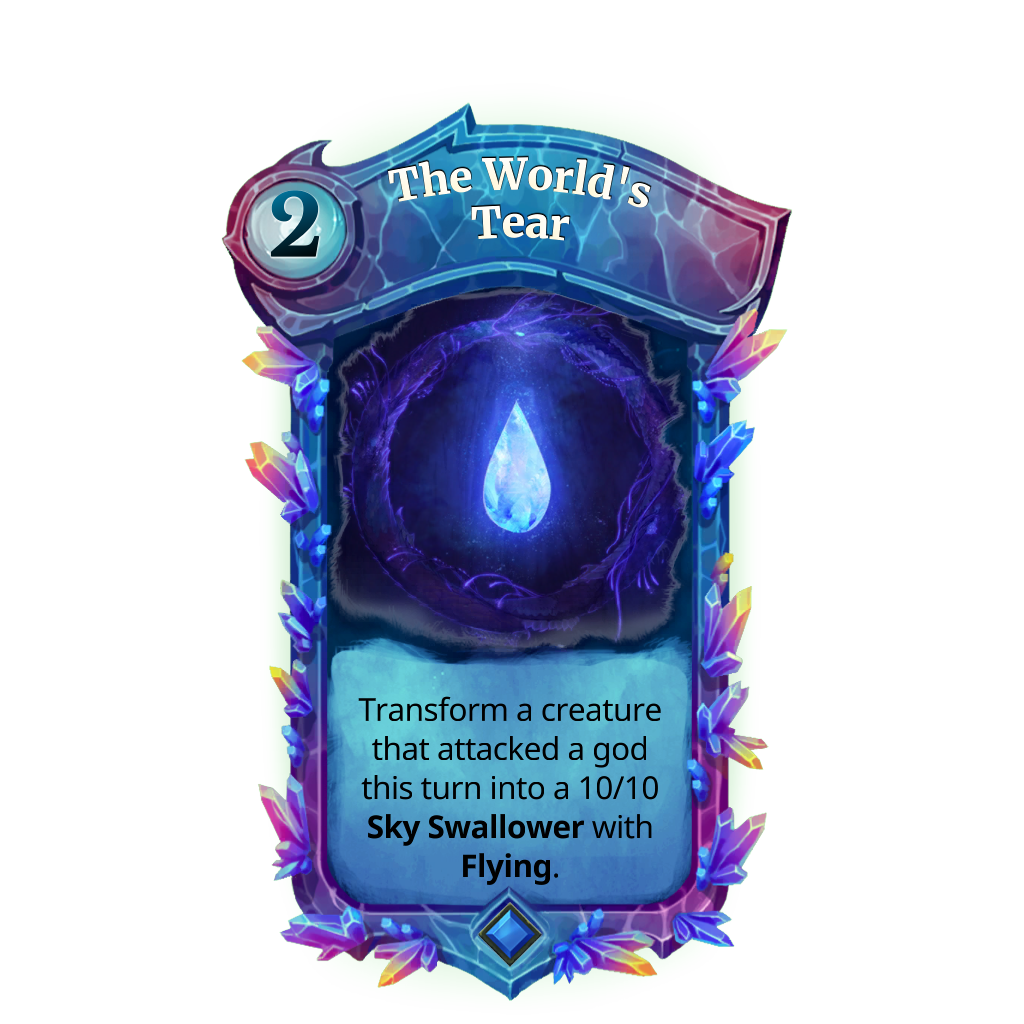 2
The World's
Tear
Transform a creature
that attacked a god
this turn into a 10/10
Sky Swallower with
Flying.